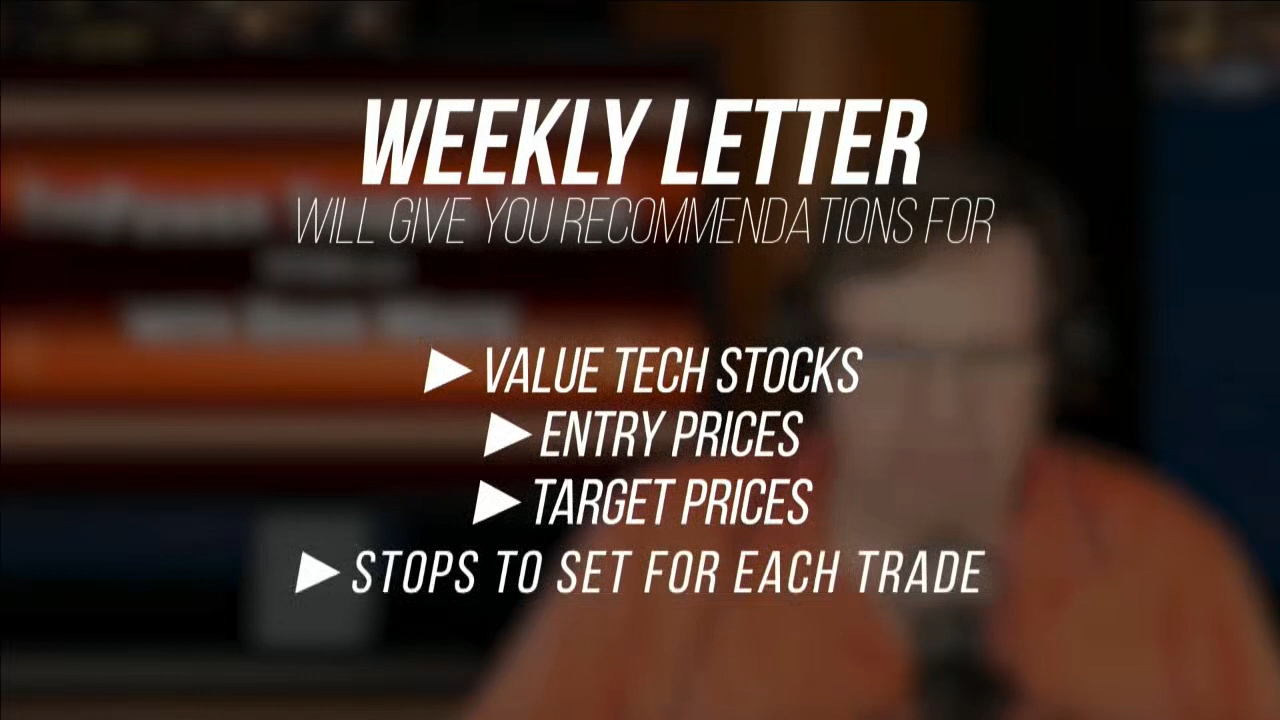 WEEKLY LETTER
WILL GIVE YOU RECOMMENDATIONS FOR
▶ VALUE TECH STOCKS
▶ ENTRY PRICES
▶ TARGET PRICES
▶ STOPS TO SET FOR EACH TRADE